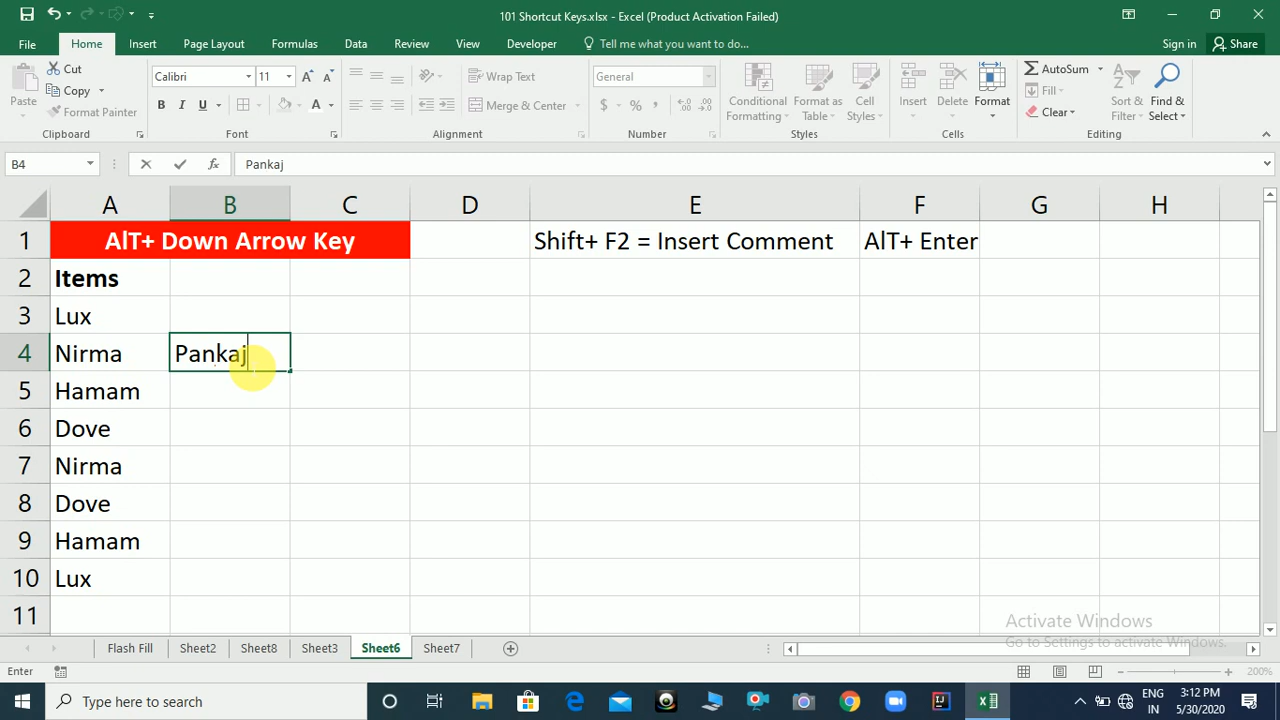 101 Shortcut Keys.xlsx - Excel (Product Activation Failed)
File Home Insert Page Layout Formulas Data Review View Developer Tell me what you want to do... Sign in Share
Paste Cut Copy Format Painter Clipboard
Calibri 11 B I U A Font
Wrap Text Merge & Center Alignment
General $ % , Number
Conditional Formatting Format as Table Cell Styles Styles
Insert Delete Format Cells
AutoSum Fill Clear Sort & Filter Find & Select Editing
B4 fx Pankaj
A B C D E F G H
1 AlT+ Down Arrow Key Shift+ F2 = Insert Comment AlT+ Enter
2 Items
3 Lux
4 Nirma Pankaj
5 Hamam
6 Dove
7 Nirma
8 Dove
9 Hamam
10 Lux
11
Activate Windows
Go to Settings to activate Windows.
Flash Fill Sheet2 Sheet8 Sheet3 Sheet6 Sheet7
Enter 200%
Type here to search ENG IN 3:12 PM 5/30/2020